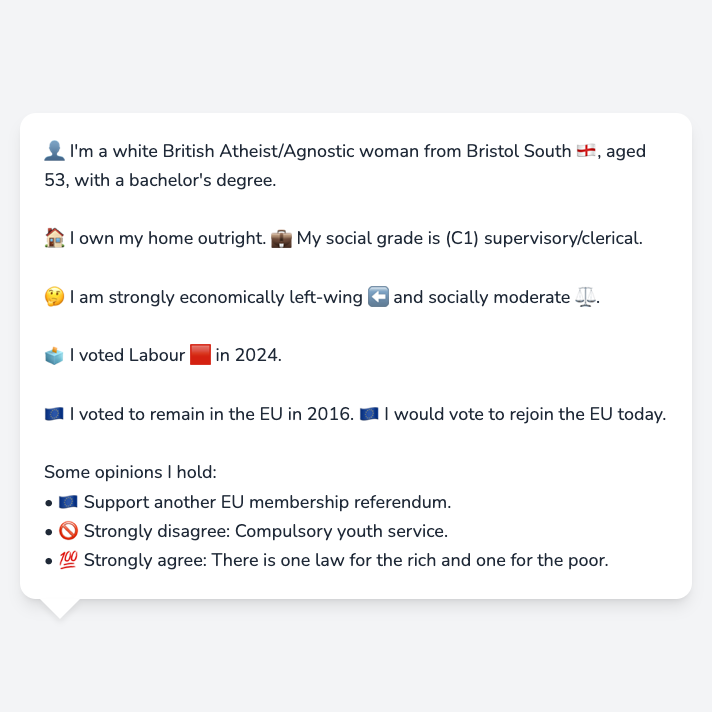 👤 I'm a white British Atheist/Agnostic woman from Bristol South 🏴󠁧󠁢󠁥󠁮󠁧󠁿, aged
53, with a bachelor's degree.
🏠 I own my home outright. 💼 My social grade is (C1) supervisory/clerical.
🤔 I am strongly economically left-wing ⬅️ and socially moderate ⚖️.
🗳️ I voted Labour 🟥 in 2024.
🇪🇺 I voted to remain in the EU in 2016. 🇪🇺 I would vote to rejoin the EU today.
Some opinions I hold:
• 🇪🇺 Support another EU membership referendum.
• 🚫 Strongly disagree: Compulsory youth service.
• 💯 Strongly agree: There is one law for the rich and one for the poor.